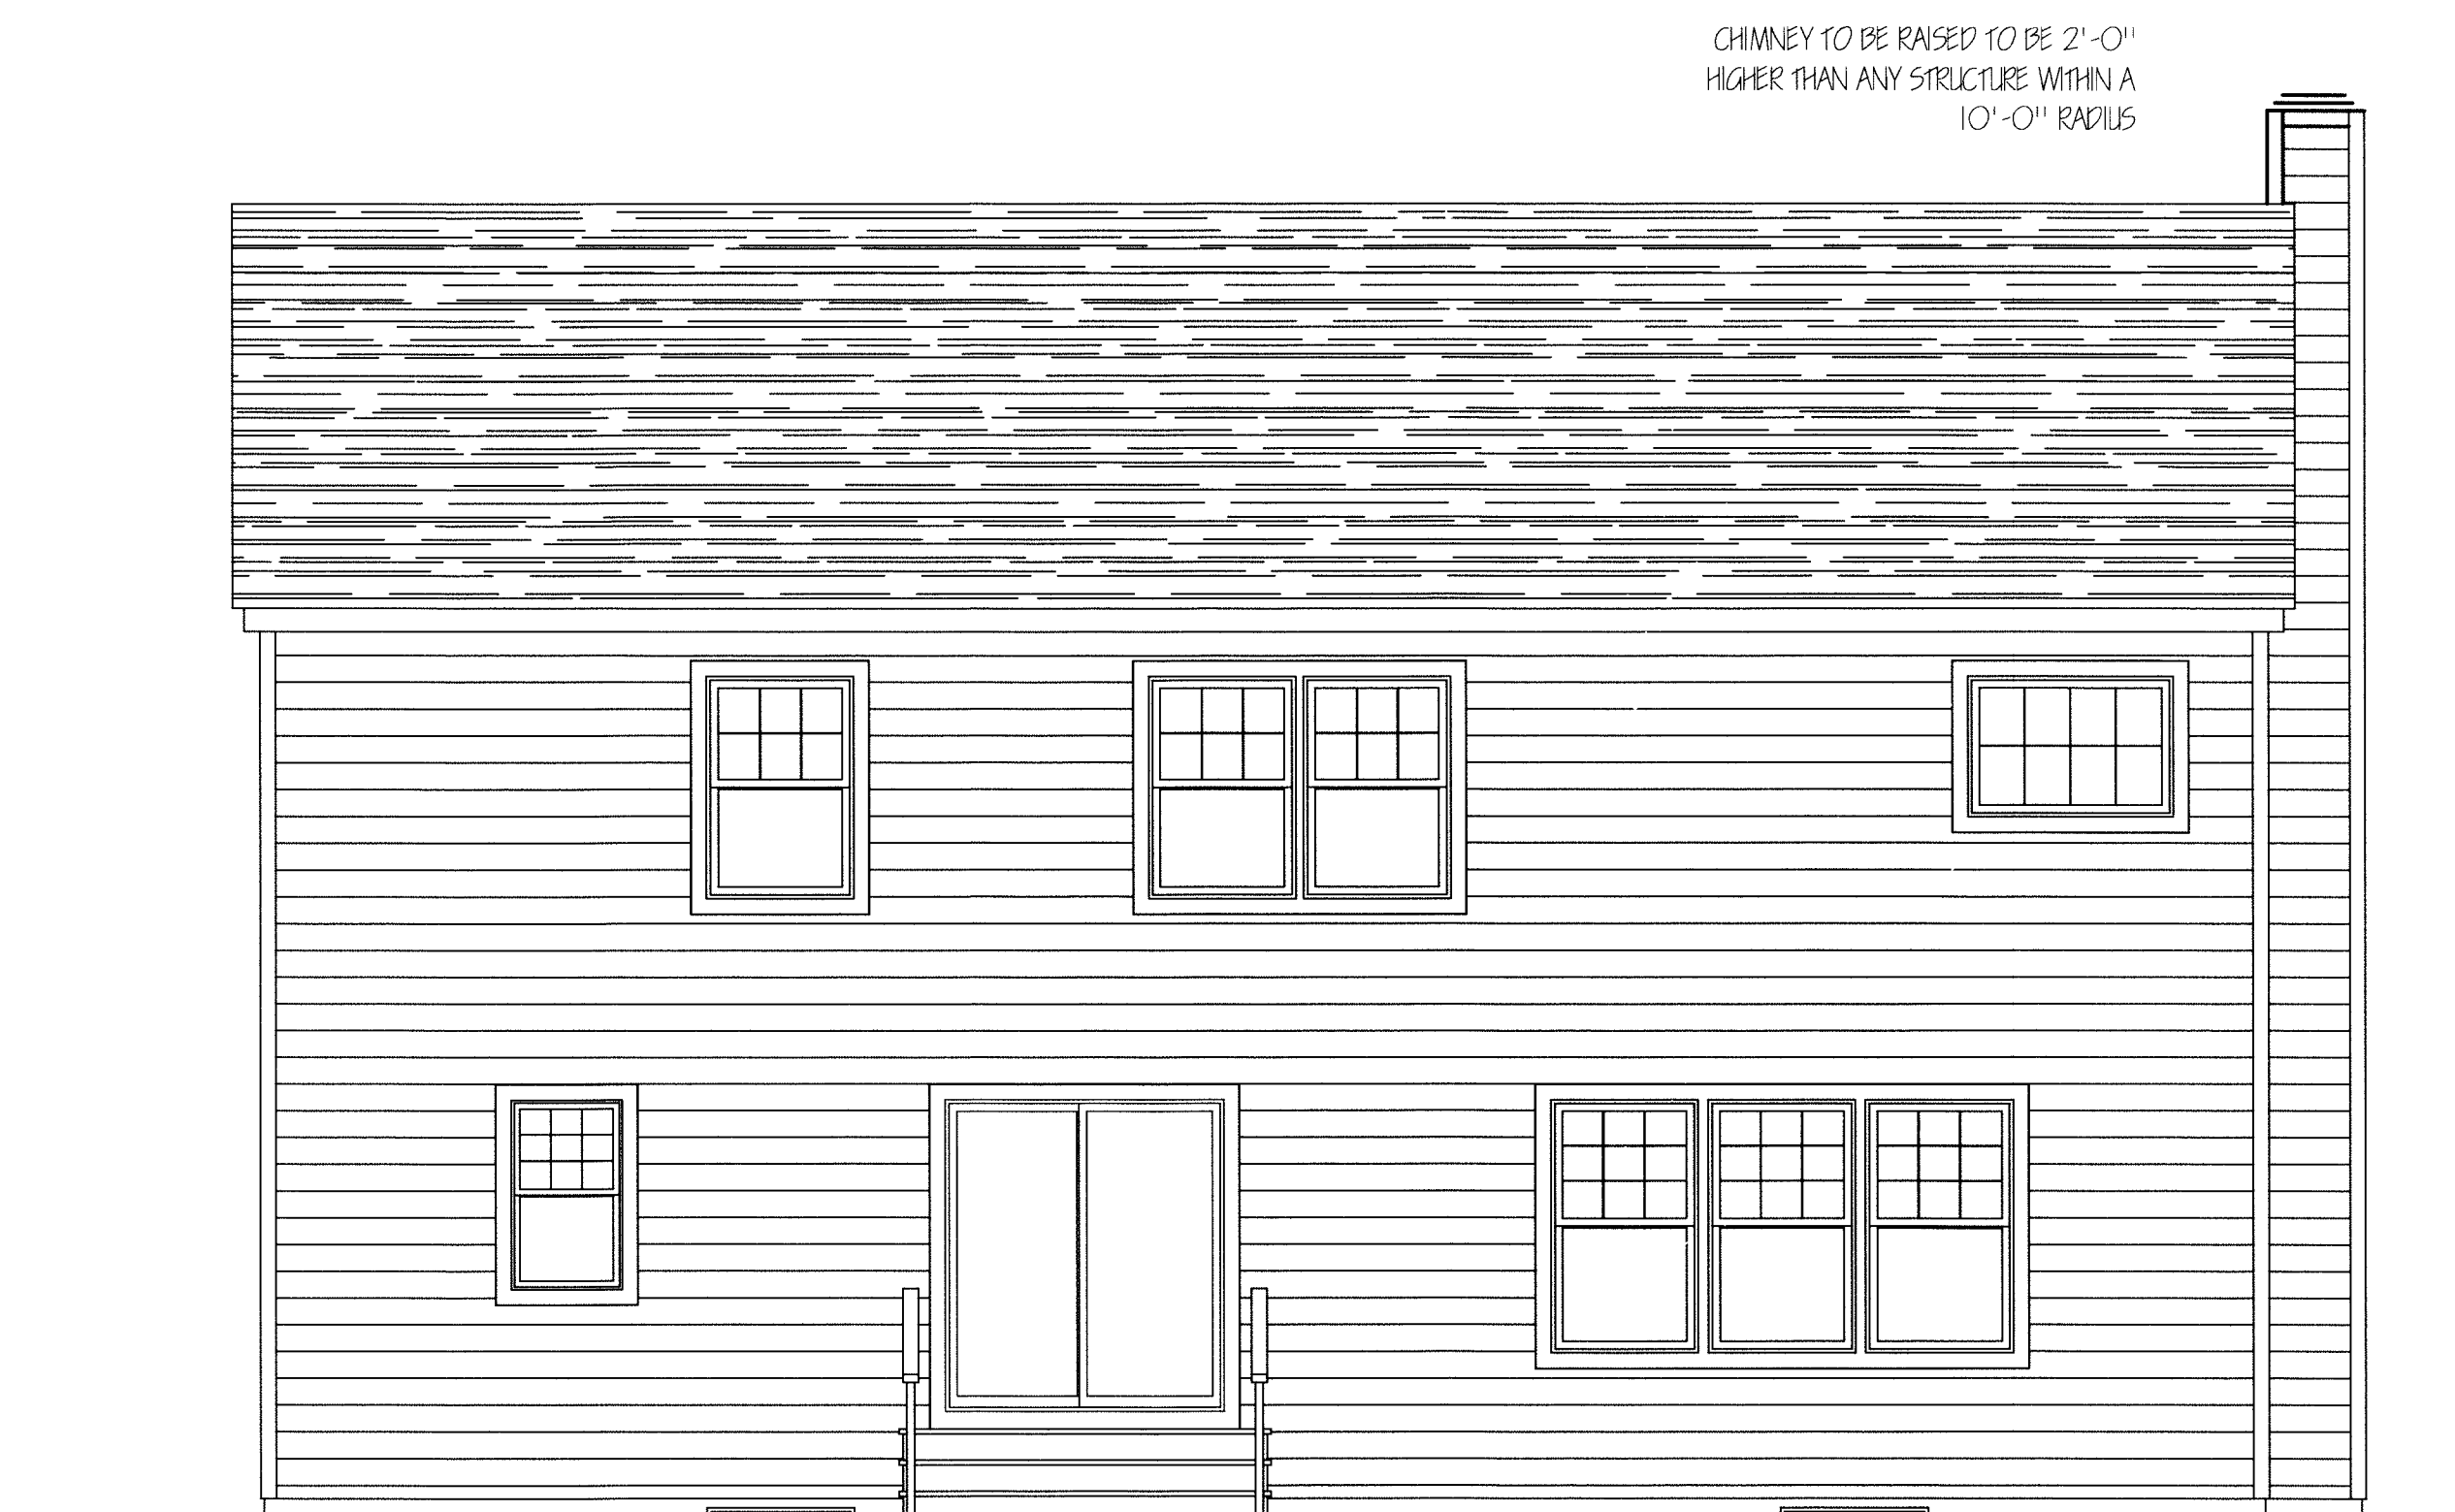 CHIMNEY TO BE RAISED TO BE 2'-0"
HIGHER THAN ANY STRUCTURE WITHIN A
10'-0" RADIUS